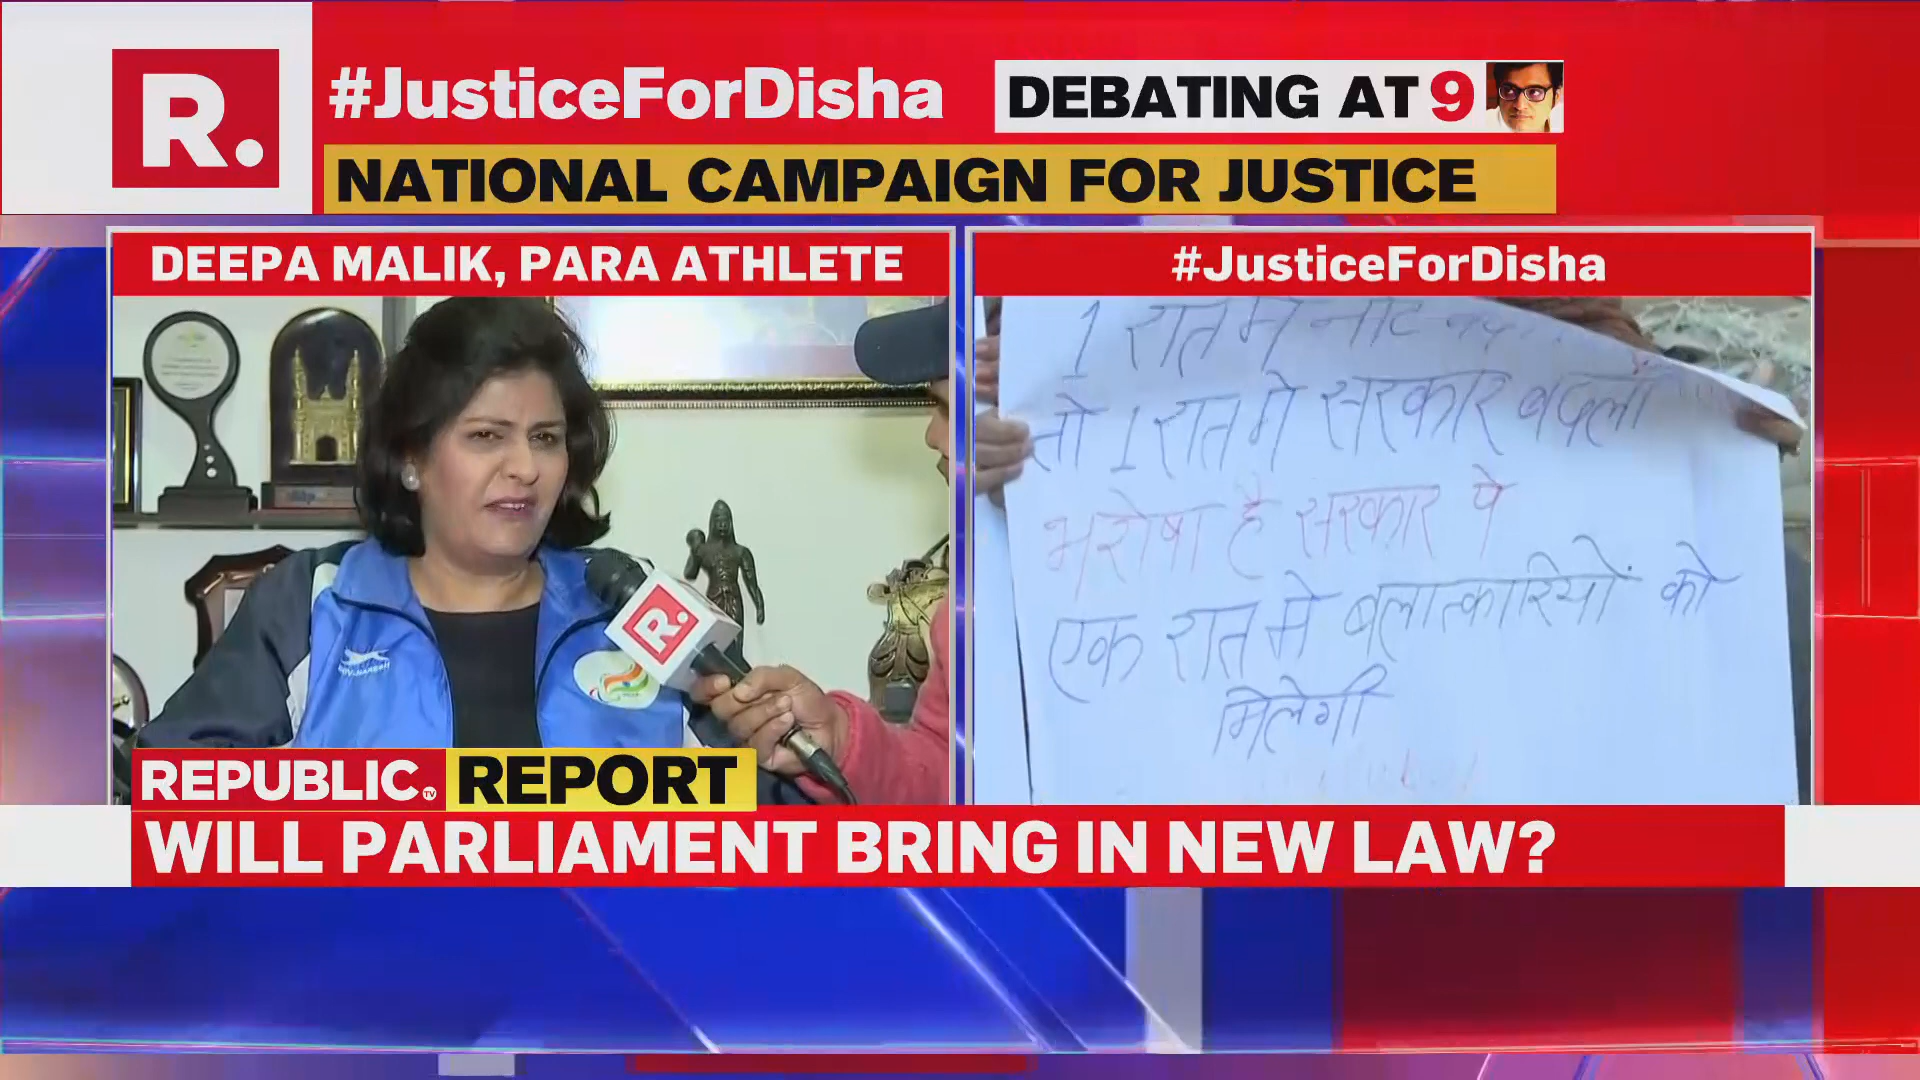 R.
#JusticeForDisha
DEBATING AT 9
NATIONAL CAMPAIGN FOR JUSTICE
DEEPA MALIK, PARA ATHLETE
#JusticeForDisha
1 रात मे नोट
तो 1 रात मे सरकार बदलो
भरोषा है सरकार पे
एक रात मे बलात्कारियों को
मिलेगी
R.
REPUBLIC.TV REPORT
WILL PARLIAMENT BRING IN NEW LAW?